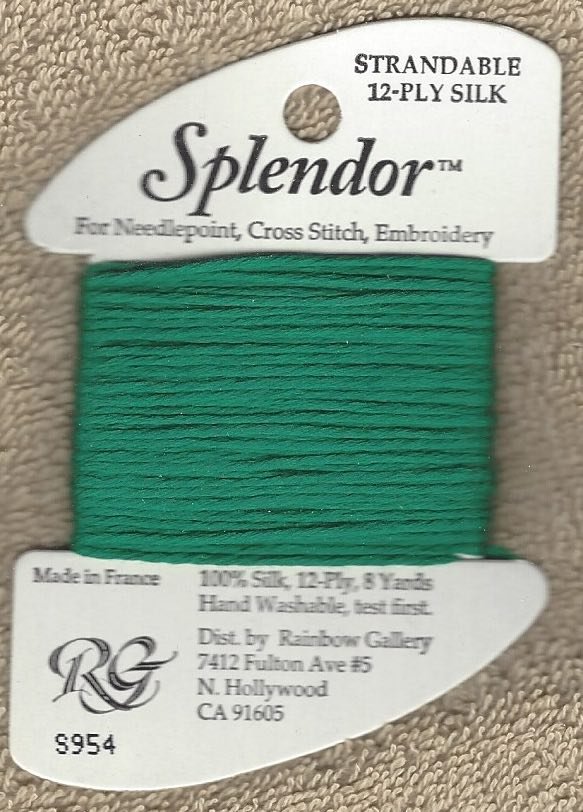 STRANDABLE
12-PLY SILK
Splendor™
For Needlepoint, Cross Stitch, Embroidery
Made in France
100% Silk, 12-Ply, 8 Yards
Hand Washable, test first.
Dist. by Rainbow Gallery
7412 Fulton Ave #5
N. Hollywood
CA 91605
RG
S954